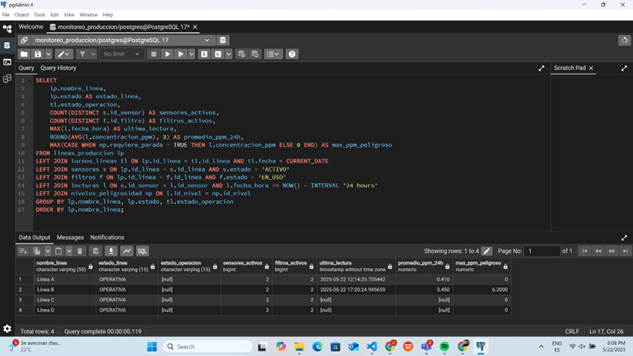 pgAdmin 4
File Object Tools Edit View Window Help
Welcome monitoreo_produccion/postgres@PostgreSQL 17*
monitoreo_produccion/postgres@PostgreSQL 17
No limit
Query Query History
Scratch Pad
1 SELECT
2 lp.nombre_linea,
3 lp.estado AS estado_linea,
4 tl.estado_operacion,
5 COUNT(DISTINCT s.id_sensor) AS sensores_activos,
6 COUNT(DISTINCT f.id_filtro) AS filtros_activos,
7 MAX(l.fecha_hora) AS ultima_lectura,
8 ROUND(AVG(l.concentracion_ppm), 3) AS promedio_ppm_24h,
9 MAX(CASE WHEN np.requiere_parada = TRUE THEN l.concentracion_ppm ELSE 0 END) AS max_ppm_peligroso
10 FROM lineas_produccion lp
11 LEFT JOIN turnos_lineas tl ON lp.id_linea = tl.id_linea AND tl.fecha = CURRENT_DATE
12 LEFT JOIN sensores s ON lp.id_linea = s.id_linea AND s.estado = 'ACTIVO'
13 LEFT JOIN filtros f ON lp.id_linea = f.id_linea AND f.estado = 'EN_USO'
14 LEFT JOIN lecturas l ON s.id_sensor = l.id_sensor AND l.fecha_hora >= NOW() - INTERVAL '24 hours'
15 LEFT JOIN niveles_peligrosidad np ON l.id_nivel = np.id_nivel
16 GROUP BY lp.nombre_linea, lp.estado, tl.estado_operacion
17 ORDER BY lp.nombre_linea;
Data Output Messages Notifications
SQL Showing rows: 1 to 4 Page No: 1 of 1
nombre_linea estado_linea estado_operacion sensores_activos filtros_activos ultima_lectura promedio_ppm_24h max_ppm_peligroso
character varying (50) character varying (15) character varying (15) bigint bigint timestamp without time zone numeric numeric
1 Línea A OPERATIVA [null] 2 2 2025-05-22 12:14:25.735442 0.410 0
2 Línea B OPERATIVA [null] 2 2 2025-05-22 17:20:24.945659 3.450 6.2000
3 Línea C OPERATIVA [null] 2 2 [null] [null] 0
4 Línea D OPERATIVA [null] 2 2 [null] [null] 0
Total rows: 4 Query complete 00:00:00.119 CRLF Ln 17, Col 26
Se avecinan días...
22°C
Search
ENG
ES
6:08 PM
5/22/2025